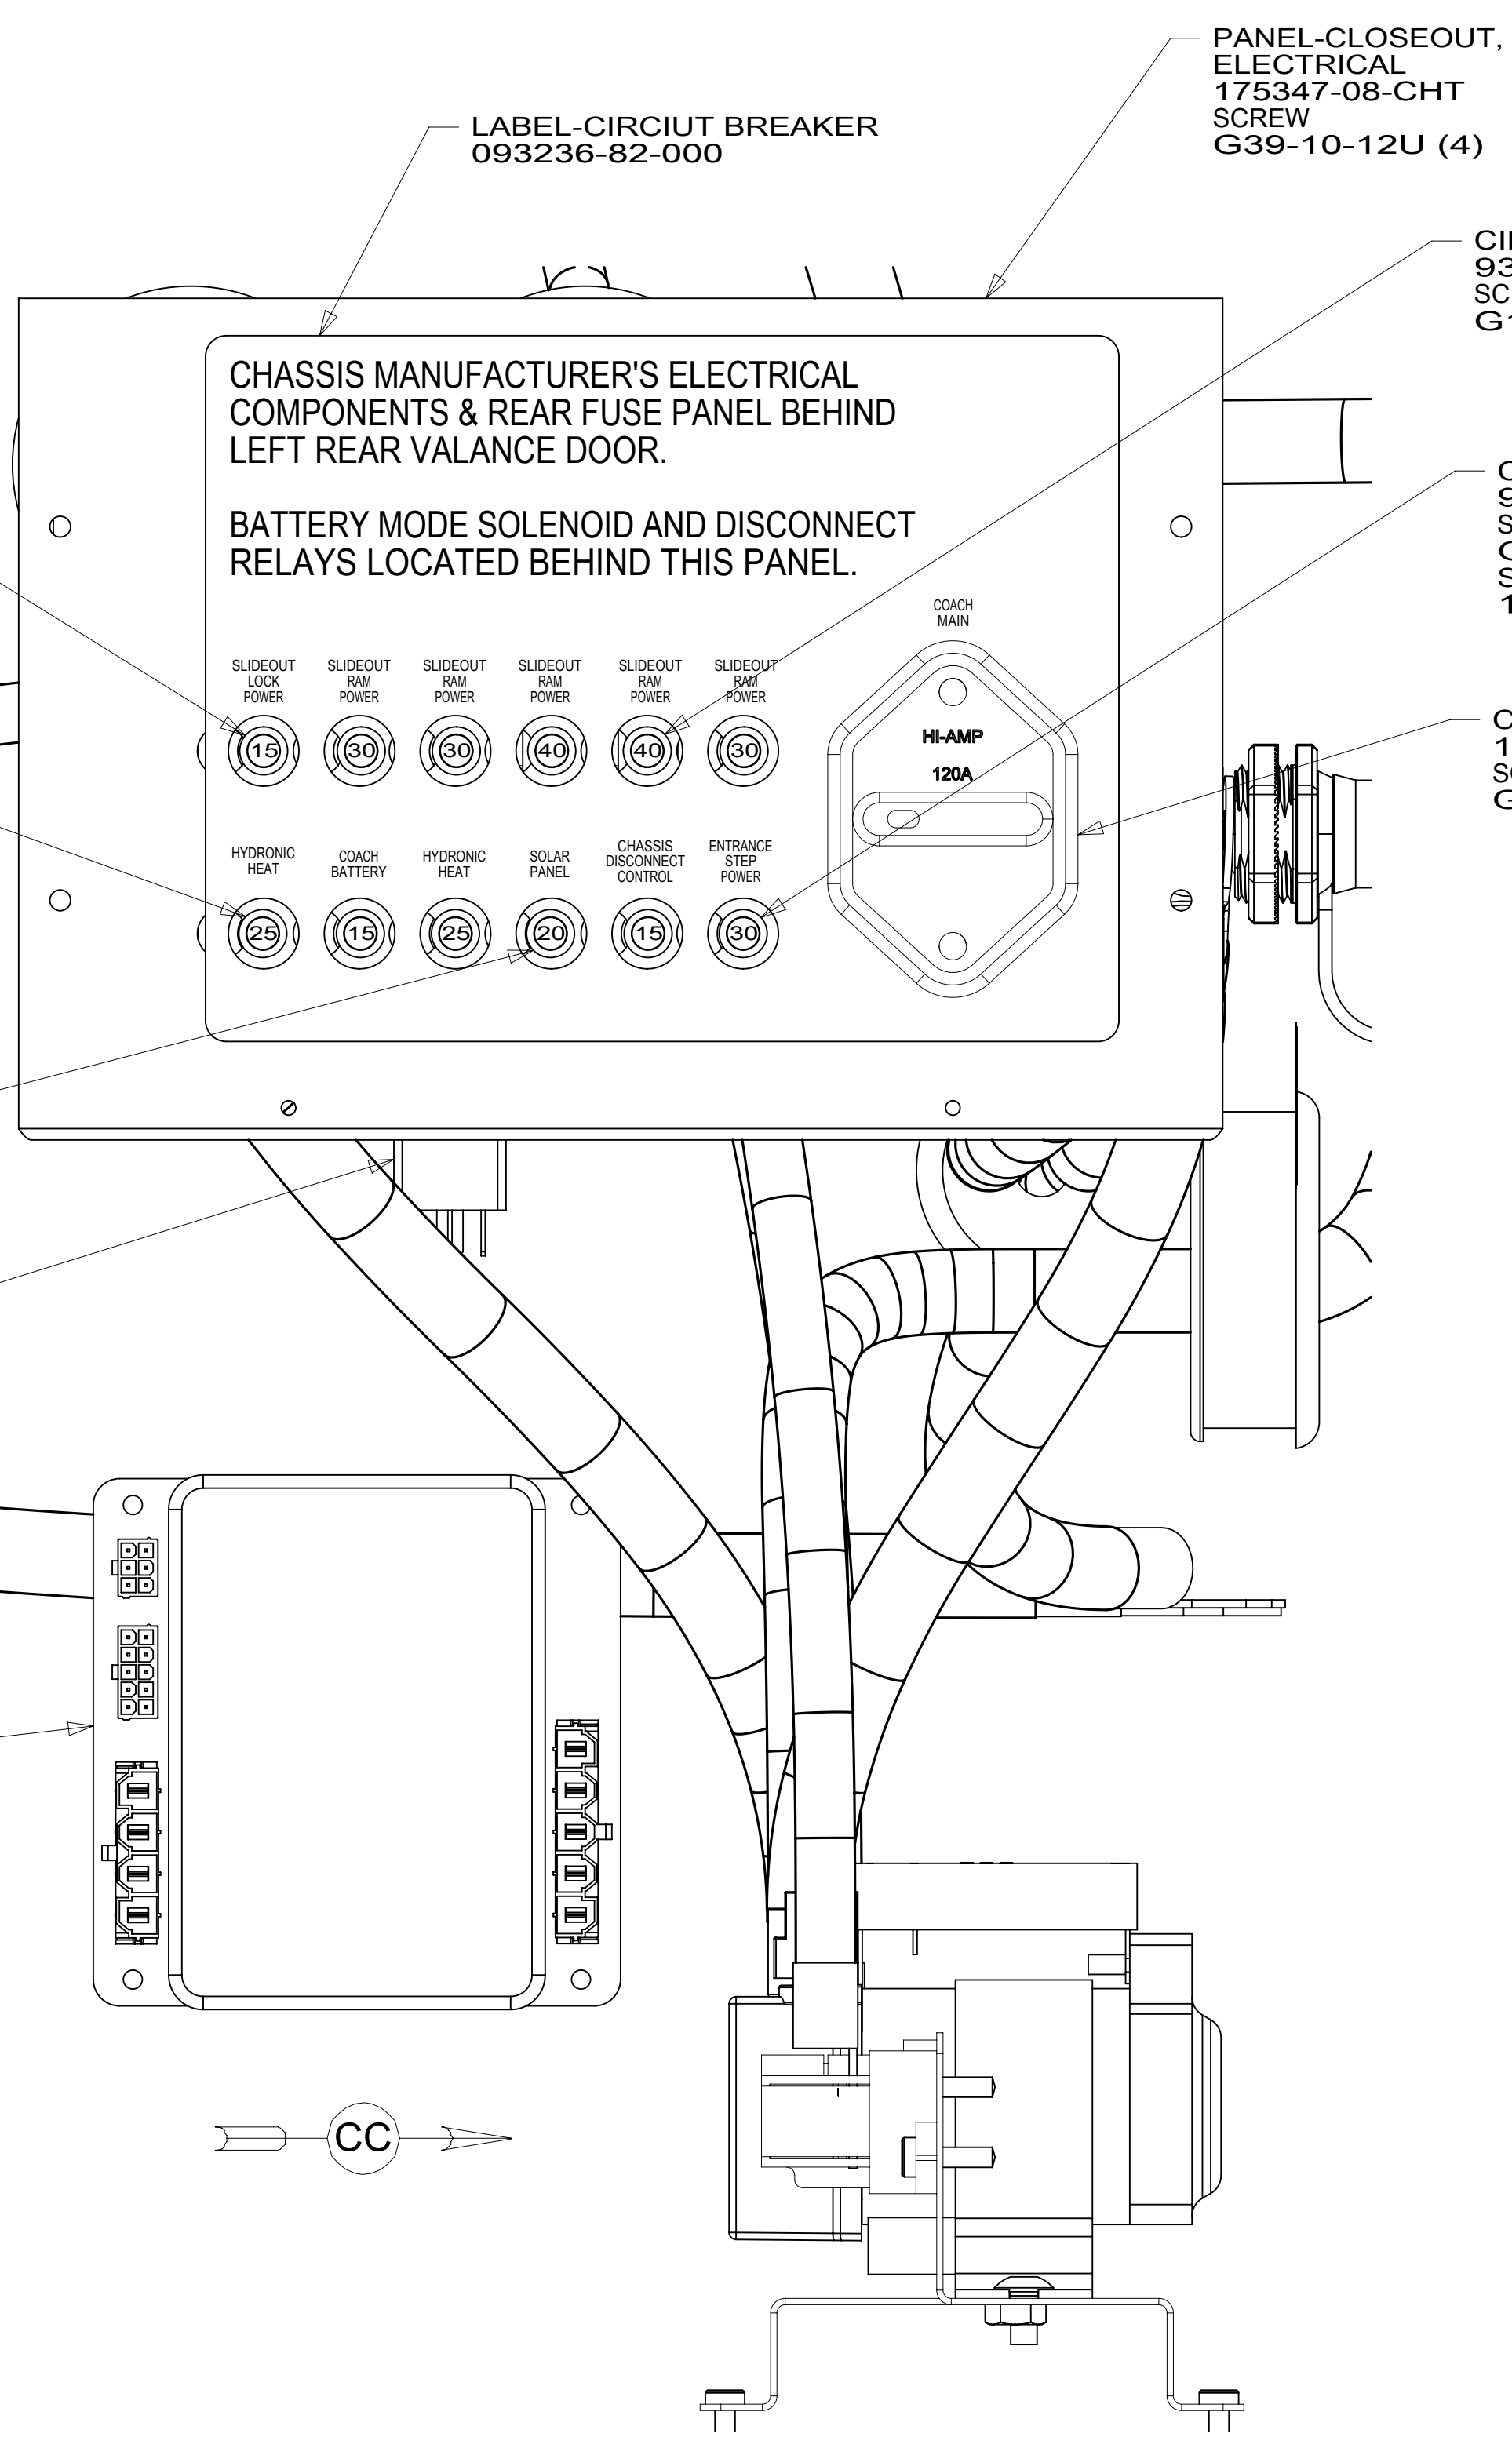 PANEL-CLOSEOUT,
ELECTRICAL
175347-08-CHT
SCREW
G39-10-12U (4)
LABEL-CIRCIUT BREAKER
093236-82-000
CHASSIS MANUFACTURER'S ELECTRICAL
COMPONENTS & REAR FUSE PANEL BEHIND
LEFT REAR VALANCE DOOR.
BATTERY MODE SOLENOID AND DISCONNECT
RELAYS LOCATED BEHIND THIS PANEL.
COACH
MAIN
SLIDEOUT
LOCK
POWER
SLIDEOUT
RAM
POWER
SLIDEOUT
RAM
POWER
SLIDEOUT
RAM
POWER
SLIDEOUT
RAM
POWER
SLIDEOUT
RAM
POWER
15 30 30 40 40 30
HI-AMP
120A
HYDRONIC
HEAT
COACH
BATTERY
HYDRONIC
HEAT
SOLAR
PANEL
CHASSIS
DISCONNECT
CONTROL
ENTRANCE
STEP
POWER
25 15 25 20 15 30
CC